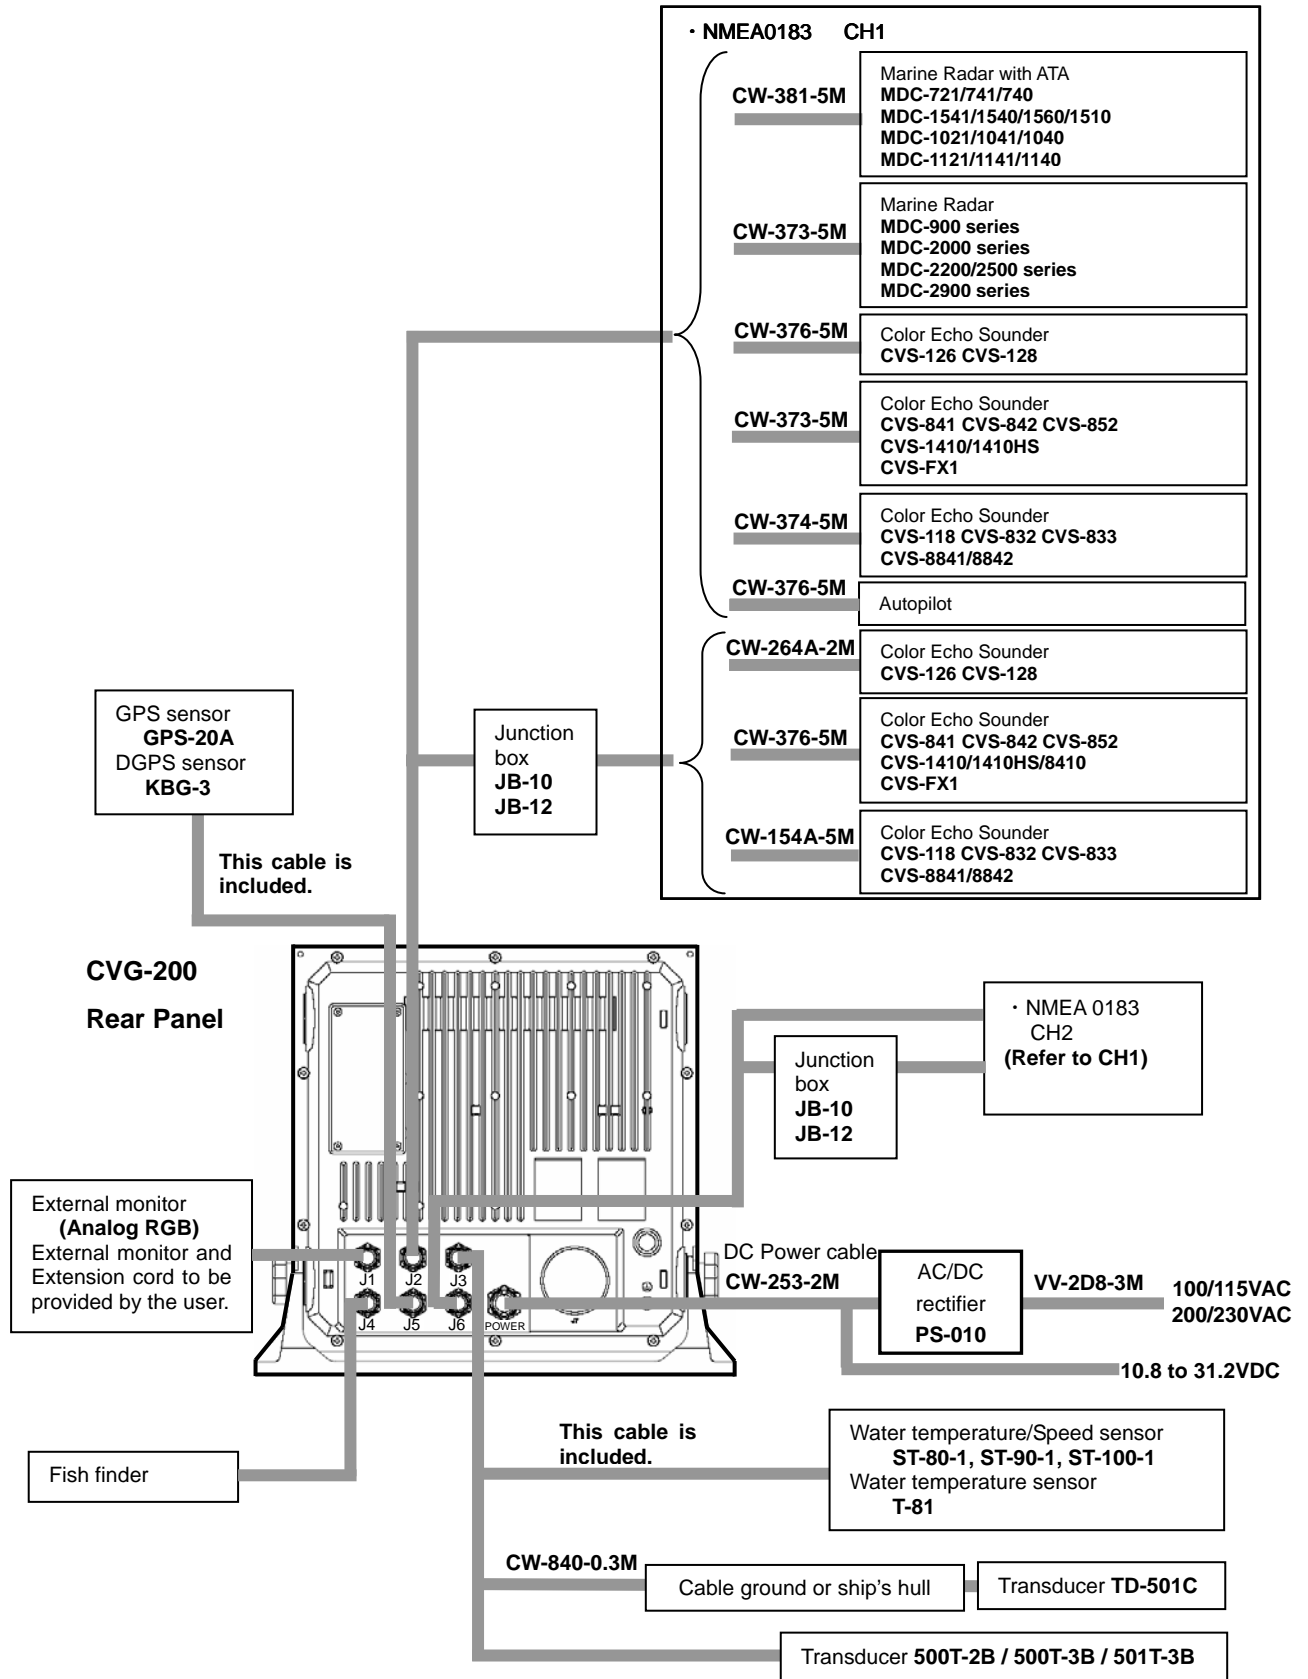 ・NMEA0183 CH1
CW-381-5M
Marine Radar with ATA
MDC-721/741/740
MDC-1541/1540/1560/1510
MDC-1021/1041/1040
MDC-1121/1141/1140
CW-373-5M
Marine Radar
MDC-900 series
MDC-2000 series
MDC-2200/2500 series
MDC-2900 series
CW-376-5M
Color Echo Sounder
CVS-126 CVS-128
CW-373-5M
Color Echo Sounder
CVS-841 CVS-842 CVS-852
CVS-1410/1410HS
CVS-FX1
CW-374-5M
Color Echo Sounder
CVS-118 CVS-832 CVS-833
CVS-8841/8842
CW-376-5M
Autopilot
CW-264A-2M
Color Echo Sounder
CVS-126 CVS-128
CW-376-5M
Color Echo Sounder
CVS-841 CVS-842 CVS-852
CVS-1410/1410HS/8410
CVS-FX1
CW-154A-5M
Color Echo Sounder
CVS-118 CVS-832 CVS-833
CVS-8841/8842
GPS sensor
GPS-20A
DGPS sensor
KBG-3
Junction
box
JB-10
JB-12
This cable is
included.
CVG-200
Rear Panel
・NMEA 0183
CH2
(Refer to CH1)
Junction
box
JB-10
JB-12
External monitor
(Analog RGB)
External monitor and
Extension cord to be
provided by the user.
J1
J2
J3
J4
J5
J6
POWER
DC Power cable
CW-253-2M
AC/DC
rectifier
PS-010
VV-2D8-3M
100/115VAC
200/230VAC
10.8 to 31.2VDC
Fish finder
This cable is
included.
Water temperature/Speed sensor
ST-80-1, ST-90-1, ST-100-1
Water temperature sensor
T-81
CW-840-0.3M
Cable ground or ship's hull
Transducer TD-501C
Transducer 500T-2B / 500T-3B / 501T-3B